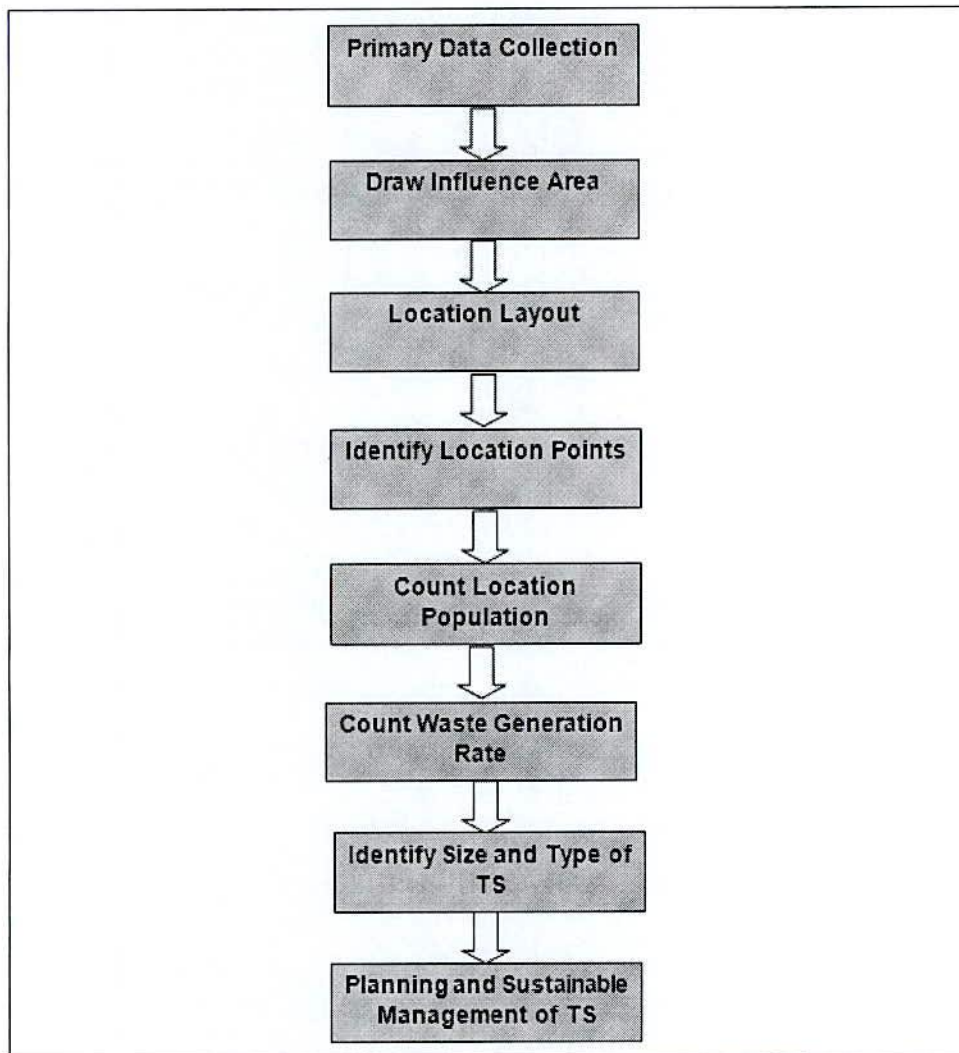 Primary Data Collection
Draw Influence Area
Location Layout
Identify Location Points
Count Location
Population
Count Waste Generation
Rate
Identify Size and Type of
TS
Planning and Sustainable
Management of TS